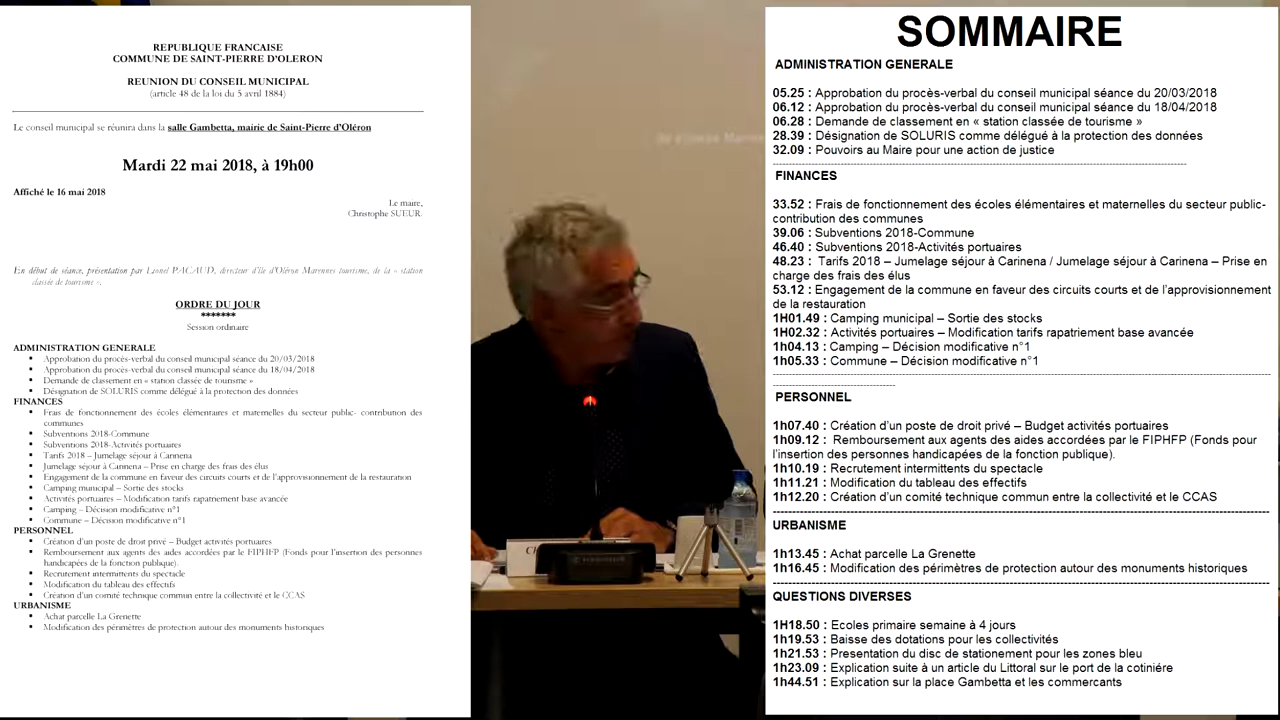 REPUBLIQUE FRANCAISE
COMMUNE DE SAINT-PIERRE D'OLERON
REUNION DU CONSEIL MUNICIPAL
(article 48 de la loi du 5 avril 1884)
Le conseil municipal se réunira dans la salle Gambetta, mairie de Saint-Pierre d'Oléron
Mardi 22 mai 2018, à 19h00
Affiché le 16 mai 2018
Le maire,
Christophe SUEUR.
En début de séance, présentation par Lionel PACAUD, directeur d'île d'Oléron Marennes tourisme, de la « station
classée de tourisme ».
ORDRE DU JOUR
*******
Session ordinaire
ADMINISTRATION GENERALE
▪ Approbation du procès-verbal du conseil municipal séance du 20/03/2018
▪ Approbation du procès-verbal du conseil municipal séance du 18/04/2018
▪ Demande de classement en « station classée de tourisme »
▪ Désignation de SOLURIS comme délégué à la protection des données
FINANCES
▪ Frais de fonctionnement des écoles élémentaires et maternelles du secteur public- contribution des
communes
▪ Subventions 2018-Commune
▪ Subventions 2018-Activités portuaires
▪ Tarifs 2018 – Jumelage séjour à Carinena
▪ Jumelage séjour à Carinena – Prise en charge des frais des élus
▪ Engagement de la commune en faveur des circuits courts et de l'approvisionnement de la restauration
▪ Camping municipal – Sortie des stocks
▪ Activités portuaires – Modification tarifs rapatriement base avancée
▪ Camping – Décision modificative n°1
▪ Commune – Décision modificative n°1
PERSONNEL
▪ Création d'un poste de droit privé – Budget activités portuaires
▪ Remboursement aux agents des aides accordées par le FIPHFP (Fonds pour l'insertion des personnes
handicapées de la fonction publique).
▪ Recrutement intermittents du spectacle
▪ Modification du tableau des effectifs
▪ Création d'un comité technique commun entre la collectivité et le CCAS
URBANISME
▪ Achat parcelle La Grenette
▪ Modification des périmètres de protection autour des monuments historiques
SOMMAIRE
ADMINISTRATION GENERALE
05.25 : Approbation du procès-verbal du conseil municipal séance du 20/03/2018
06.12 : Approbation du procès-verbal du conseil municipal séance du 18/04/2018
06.28 : Demande de classement en « station classée de tourisme »
28.39 : Désignation de SOLURIS comme délégué à la protection des données
32.09 : Pouvoirs au Maire pour une action de justice
FINANCES
33.52 : Frais de fonctionnement des écoles élémentaires et maternelles du secteur public-
contribution des communes
39.06 : Subventions 2018-Commune
46.40 : Subventions 2018-Activités portuaires
48.23 : Tarifs 2018 – Jumelage séjour à Carinena / Jumelage séjour à Carinena – Prise en
charge des frais des élus
53.12 : Engagement de la commune en faveur des circuits courts et de l'approvisionnement
de la restauration
1H01.49 : Camping municipal – Sortie des stocks
1H02.32 : Activités portuaires – Modification tarifs rapatriement base avancée
1h04.13 : Camping – Décision modificative n°1
1h05.33 : Commune – Décision modificative n°1
PERSONNEL
1h07.40 : Création d'un poste de droit privé – Budget activités portuaires
1h09.12 : Remboursement aux agents des aides accordées par le FIPHFP (Fonds pour
l'insertion des personnes handicapées de la fonction publique).
1h10.19 : Recrutement intermittents du spectacle
1h11.21 : Modification du tableau des effectifs
1h12.20 : Création d'un comité technique commun entre la collectivité et le CCAS
URBANISME
1h13.45 : Achat parcelle La Grenette
1h16.45 : Modification des périmètres de protection autour des monuments historiques
QUESTIONS DIVERSES
1H18.50 : Ecoles primaire semaine à 4 jours
1h19.53 : Baisse des dotations pour les collectivités
1h21.53 : Presentation du disc de stationement pour les zones bleu
1h23.09 : Explication suite à un article du Littoral sur le port de la cotiniére
1h44.51 : Explication sur la place Gambetta et les commercants